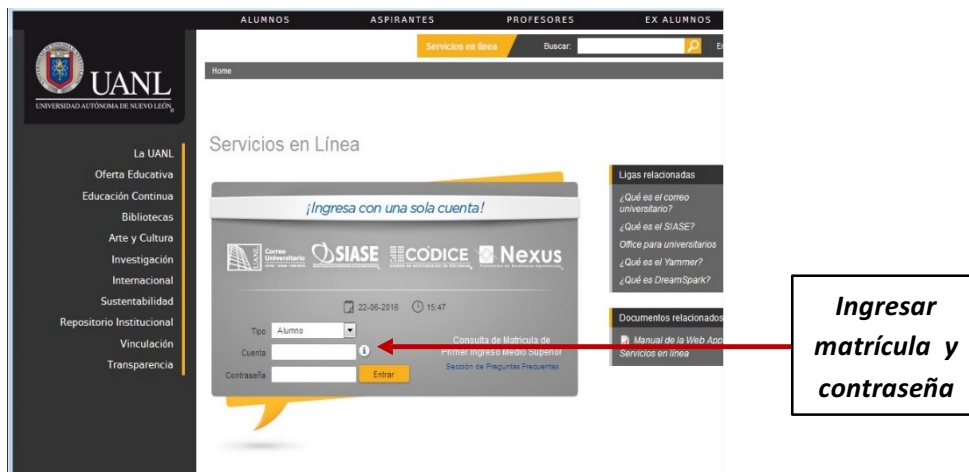 ALUMNOS ASPIRANTES PROFESORES EX ALUMNOS
Servicios en línea Buscar:
UANL
UNIVERSIDAD AUTÓNOMA DE NUEVO LEÓN
Home
La UANL
Oferta Educativa
Educación Continua
Bibliotecas
Arte y Cultura
Investigación
Internacional
Sustentabilidad
Repositorio Institucional
Vinculación
Transparencia
Servicios en Línea
¡Ingresa con una sola cuenta!
UANL
Correo
Universitario
SIASE
CÓDICE
Nexus
22-06-2016 15:47
Tipo Alumno
Cuenta
Contraseña Entrar
Consulta de Matricula de
Primer Ingreso Medio Superior
Sección de Preguntas Frecuentes
Ligas relacionadas
¿Qué es el correo
universitario?
¿Qué es el SIASE?
Office para universitarios
¿Qué es el Yammer?
¿Qué es DreamSpark?
Documentos relacionados
Manual de la Web App
Servicios en línea
Ingresar
matrícula y
contraseña